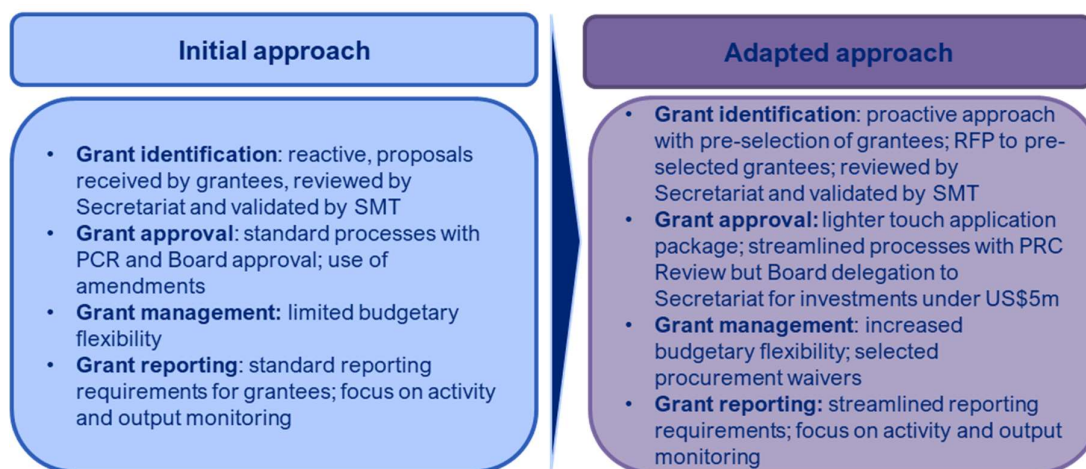 Initial approach
• Grant identification: reactive, proposals
received by grantees, reviewed by
Secretariat and validated by SMT
• Grant approval: standard processes with
PCR and Board approval; use of
amendments
• Grant management: limited budgetary
flexibility
• Grant reporting: standard reporting
requirements for grantees; focus on activity
and output monitoring
Adapted approach
• Grant identification: proactive approach
with pre-selection of grantees; RFP to pre-
selected grantees; reviewed by
Secretariat and validated by SMT
• Grant approval: lighter touch application
package; streamlined processes with PRC
Review but Board delegation to
Secretariat for investments under US$5m
• Grant management: increased
budgetary flexibility; selected
procurement waivers
• Grant reporting: streamlined reporting
requirements; focus on activity and output
monitoring